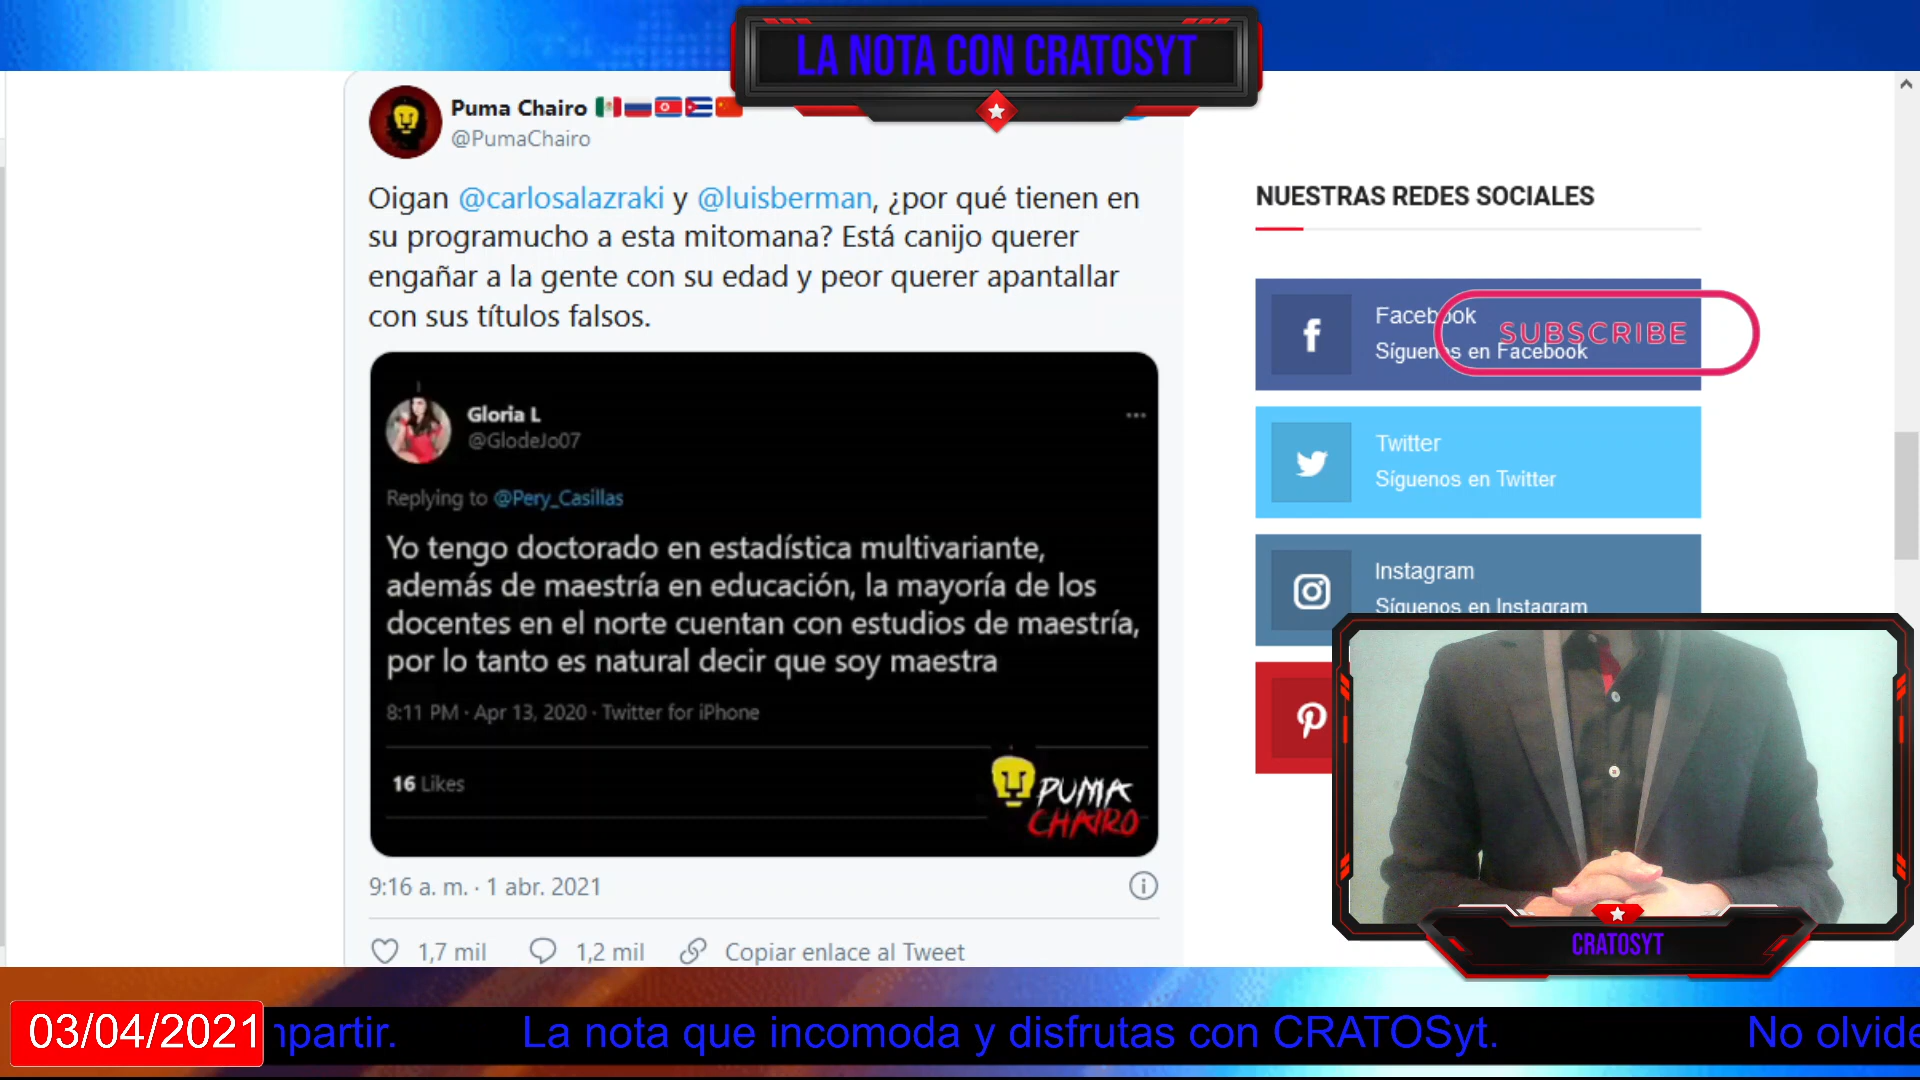 LA NOTA CON CRATOSYT
Puma Chairo
@PumaChairo
Oigan @carlosalazraki y @luisberman, ¿por qué tienen en
su programucho a esta mitomana? Está canijo querer
engañar a la gente con su edad y peor querer apantallar
con sus títulos falsos.
Gloria L
@GlodeJo07
Replying to @Pery_Casillas
Yo tengo doctorado en estadística multivariante,
además de maestría en educación, la mayoría de los
docentes en el norte cuentan con estudios de maestría,
por lo tanto es natural decir que soy maestra
8:11 PM · Apr 13, 2020 · Twitter for iPhone
16 Likes
PUMA
CHAIRO
9:16 a. m. · 1 abr. 2021
1,7 mil 1,2 mil Copiar enlace al Tweet
NUESTRAS REDES SOCIALES
Facebook
Síguenos en Facebook
SUBSCRIBE
Twitter
Síguenos en Twitter
Instagram
Síguenos en Instagram
CRATOSYT
03/04/2021 La nota que incomoda y disfrutas con CRATOSyt. No